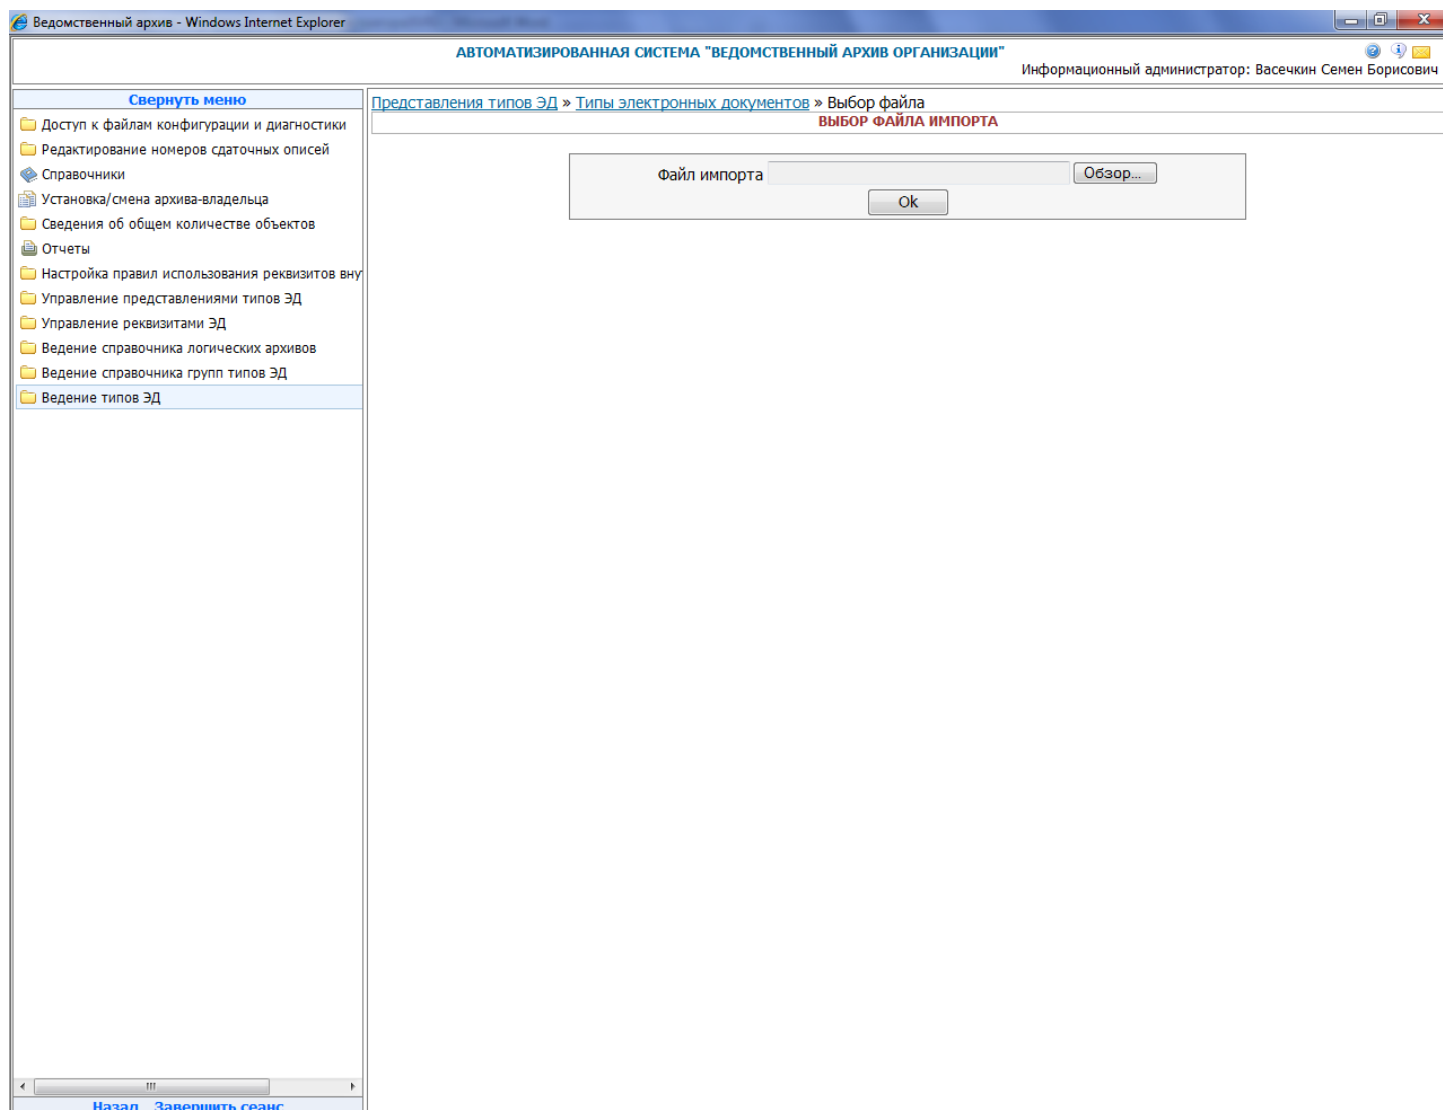 Ведомственный архив - Windows Internet Explorer
АВТОМАТИЗИРОВАННАЯ СИСТЕМА "ВЕДОМСТВЕННЫЙ АРХИВ ОРГАНИЗАЦИИ"
Информационный администратор: Васечкин Семен Борисович
Свернуть меню
Доступ к файлам конфигурации и диагностики
Редактирование номеров сдаточных описей
Справочники
Установка/смена архива-владельца
Сведения об общем количестве объектов
Отчеты
Настройка правил использования реквизитов вну
Управление представлениями типов ЭД
Управление реквизитами ЭД
Ведение справочника логических архивов
Ведение справочника групп типов ЭД
Ведение типов ЭД
Назад Завершить сеанс
Представления типов ЭД » Типы электронных документов » Выбор файла
ВЫБОР ФАЙЛА ИМПОРТА
Файл импорта Обзор...
Ok